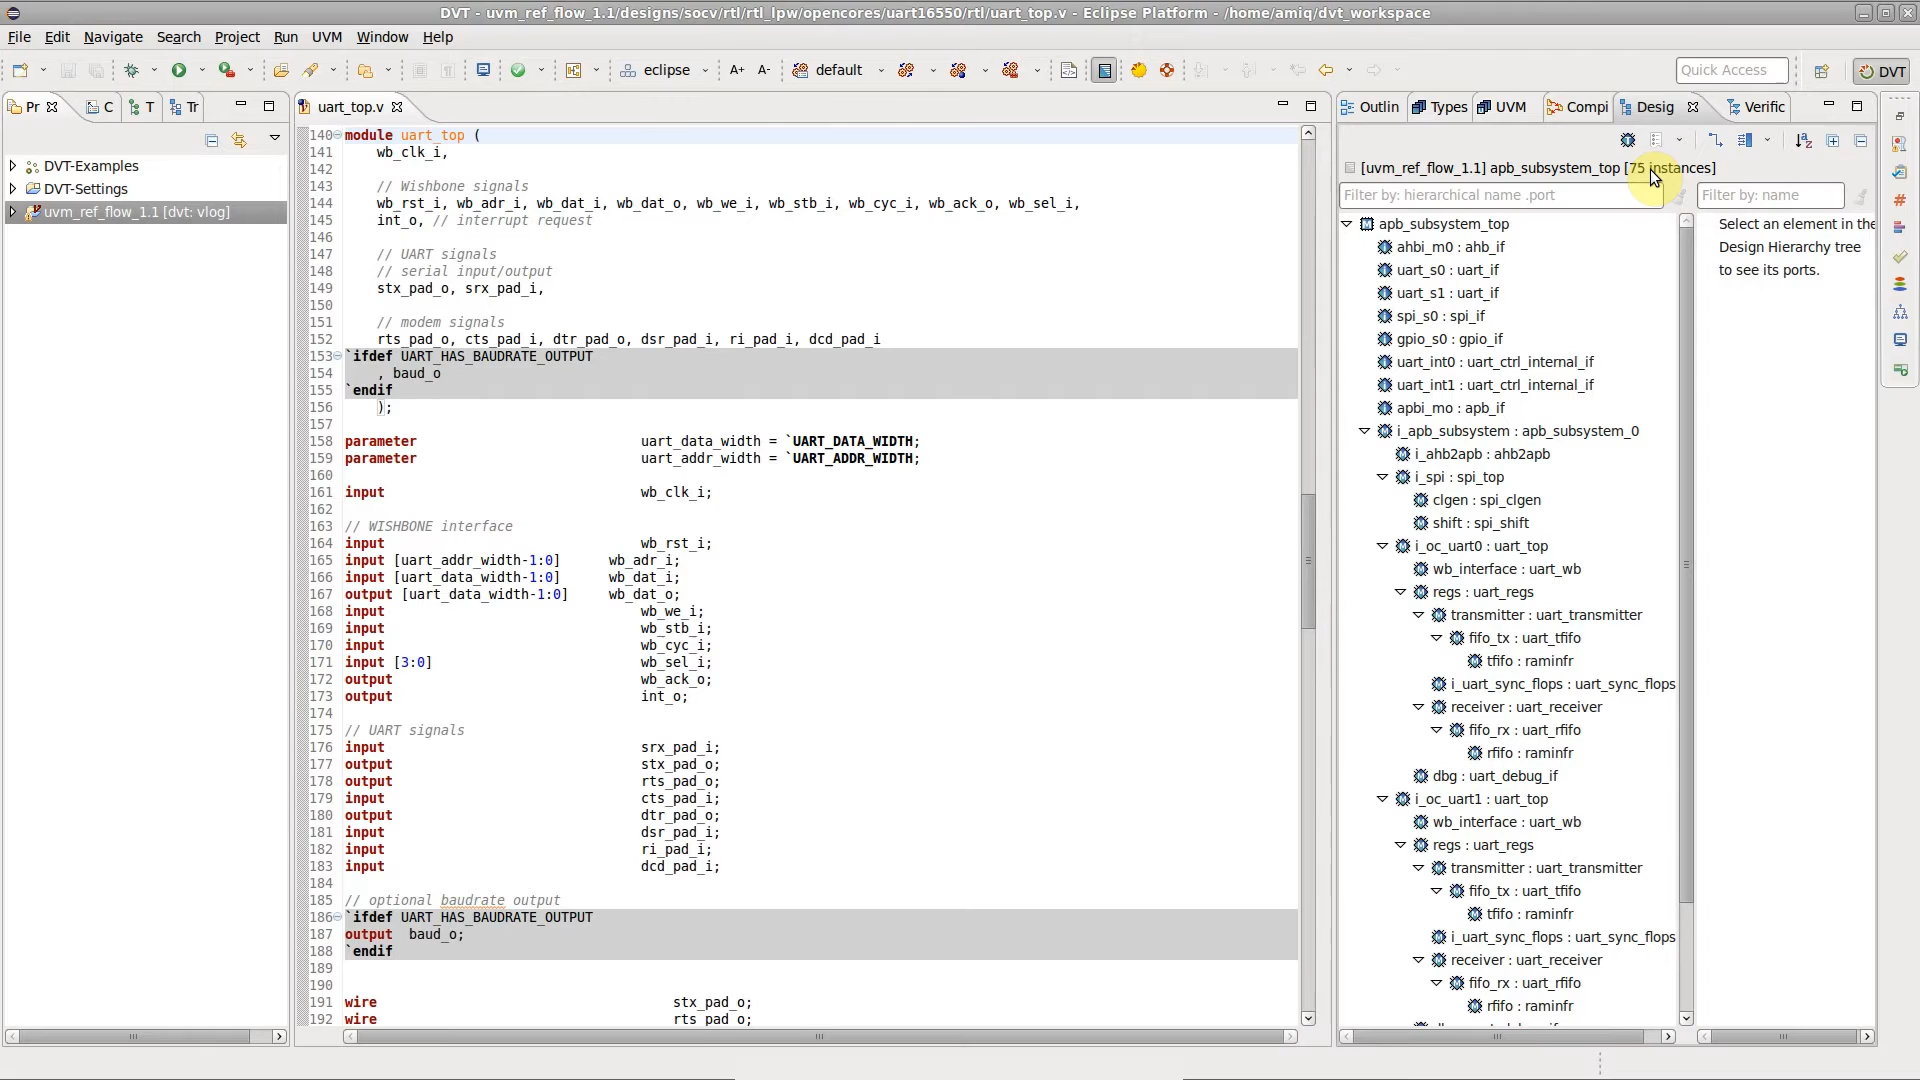 DVT - uvm_ref_flow_1.1/designs/socv/rtl/rtl_lpw/opencores/uart16550/rtl/uart_top.v - Eclipse Platform - /home/amiq/dvt_workspace
File Edit Navigate Search Project Run UVM Window Help
eclipse A+ A- default Quick Access DVT
Pr C T Tr
DVT-Examples
DVT-Settings
uvm_ref_flow_1.1 [dvt: vlog]
uart_top.v
140 module uart_top (
141 wb_clk_i,
142
143 // Wishbone signals
144 wb_rst_i, wb_adr_i, wb_dat_i, wb_dat_o, wb_we_i, wb_stb_i, wb_cyc_i, wb_ack_o, wb_sel_i,
145 int_o, // interrupt request
146
147 // UART signals
148 // serial input/output
149 stx_pad_o, srx_pad_i,
150
151 // modem signals
152 rts_pad_o, cts_pad_i, dtr_pad_o, dsr_pad_i, ri_pad_i, dcd_pad_i
153 `ifdef UART_HAS_BAUDRATE_OUTPUT
154 , baud_o
155 `endif
156 );
157
158 parameter uart_data_width = `UART_DATA_WIDTH;
159 parameter uart_addr_width = `UART_ADDR_WIDTH;
160
161 input wb_clk_i;
162
163 // WISHBONE interface
164 input wb_rst_i;
165 input [uart_addr_width-1:0] wb_adr_i;
166 input [uart_data_width-1:0] wb_dat_i;
167 output [uart_data_width-1:0] wb_dat_o;
168 input wb_we_i;
169 input wb_stb_i;
170 input wb_cyc_i;
171 input [3:0] wb_sel_i;
172 output wb_ack_o;
173 output int_o;
174
175 // UART signals
176 input srx_pad_i;
177 output stx_pad_o;
178 output rts_pad_o;
179 input cts_pad_i;
180 output dtr_pad_o;
181 input dsr_pad_i;
182 input ri_pad_i;
183 input dcd_pad_i;
184
185 // optional baudrate output
186 `ifdef UART_HAS_BAUDRATE_OUTPUT
187 output baud_o;
188 `endif
189
190
191 wire stx_pad_o;
192 wire rts_pad_o;
Outlin Types UVM Compi Desig Verific
[uvm_ref_flow_1.1] apb_subsystem_top [75 instances]
Filter by: hierarchical name .port
Filter by: name
apb_subsystem_top
ahbi_m0 : ahb_if
uart_s0 : uart_if
uart_s1 : uart_if
spi_s0 : spi_if
gpio_s0 : gpio_if
uart_int0 : uart_ctrl_internal_if
uart_int1 : uart_ctrl_internal_if
apbi_mo : apb_if
i_apb_subsystem : apb_subsystem_0
i_ahb2apb : ahb2apb
i_spi : spi_top
clgen : spi_clgen
shift : spi_shift
i_oc_uart0 : uart_top
wb_interface : uart_wb
regs : uart_regs
transmitter : uart_transmitter
fifo_tx : uart_tfifo
tfifo : raminfr
i_uart_sync_flops : uart_sync_flops
receiver : uart_receiver
fifo_rx : uart_rfifo
rfifo : raminfr
dbg : uart_debug_if
i_oc_uart1 : uart_top
wb_interface : uart_wb
regs : uart_regs
transmitter : uart_transmitter
fifo_tx : uart_tfifo
tfifo : raminfr
i_uart_sync_flops : uart_sync_flops
receiver : uart_receiver
fifo_rx : uart_rfifo
rfifo : raminfr
Select an element in the
Design Hierarchy tree
to see its ports.